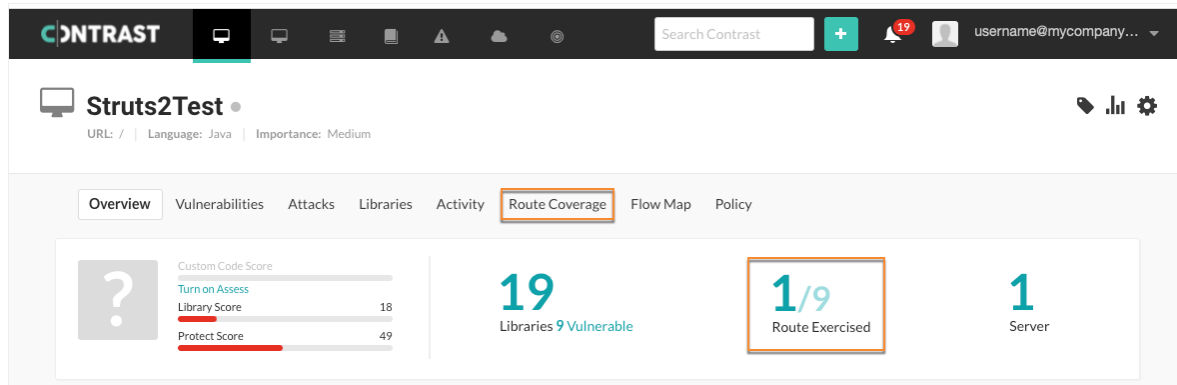 CONTRAST
Search Contrast
+
19
username@mycompany...
Struts2Test
URL: / | Language: Java | Importance: Medium
Overview Vulnerabilities Attacks Libraries Activity Route Coverage Flow Map Policy
?
Custom Code Score
Turn on Assess
Library Score 18
Protect Score 49
19
Libraries 9 Vulnerable
1/9
Route Exercised
1
Server